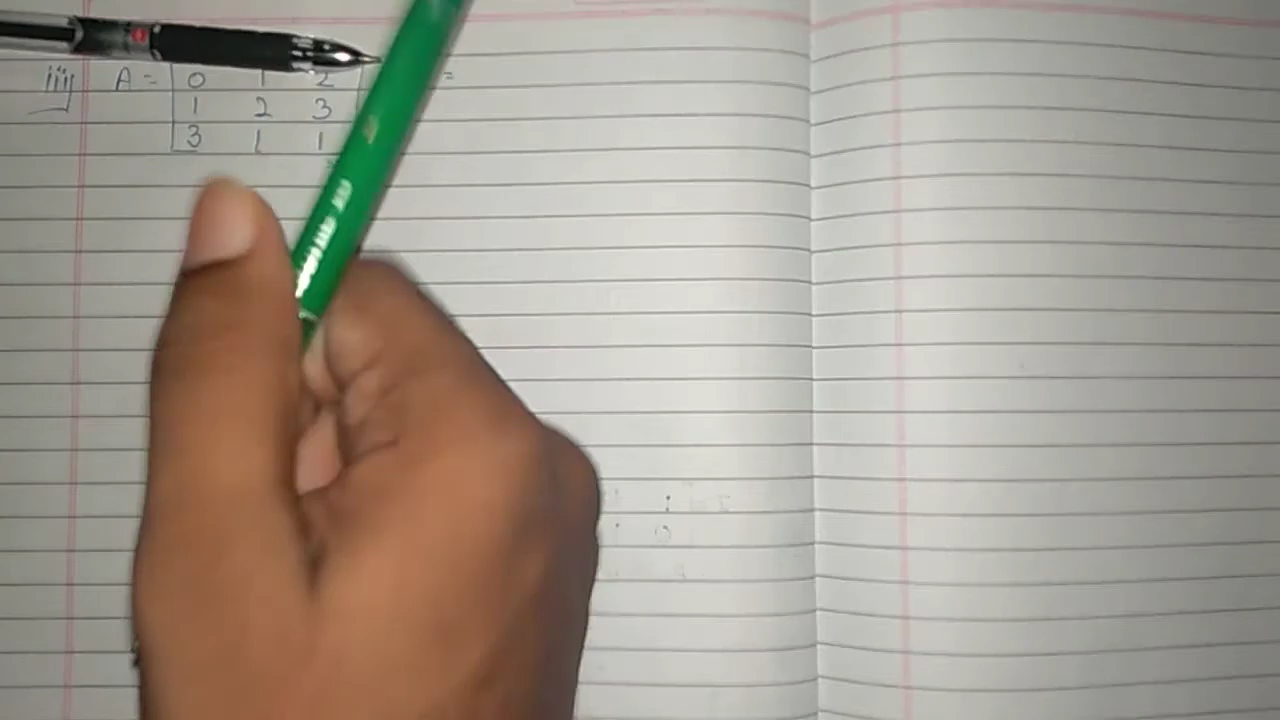 iii) A = 0 1 2 =
1 2 3
3 1 1